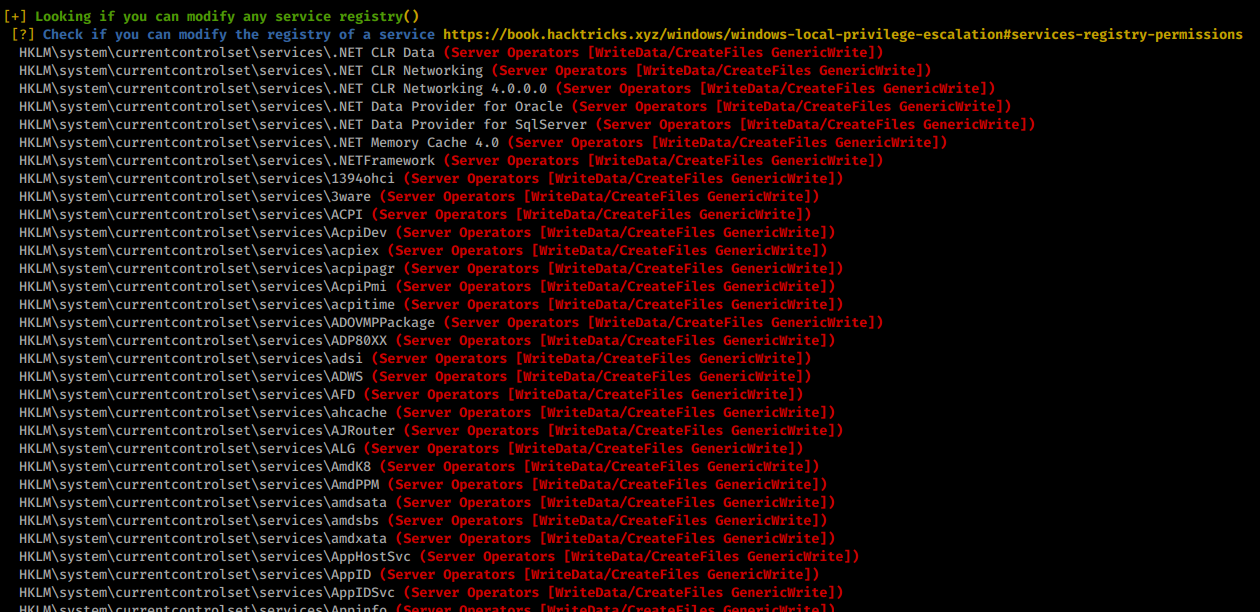 [+] Looking if you can modify any service registry()
[?] Check if you can modify the registry of a service https://book.hacktricks.xyz/windows/windows-local-privilege-escalation#services-registry-permissions
HKLM\system\currentcontrolset\services\.NET CLR Data (Server Operators [WriteData/CreateFiles GenericWrite])
HKLM\system\currentcontrolset\services\.NET CLR Networking (Server Operators [WriteData/CreateFiles GenericWrite])
HKLM\system\currentcontrolset\services\.NET CLR Networking 4.0.0.0 (Server Operators [WriteData/CreateFiles GenericWrite])
HKLM\system\currentcontrolset\services\.NET Data Provider for Oracle (Server Operators [WriteData/CreateFiles GenericWrite])
HKLM\system\currentcontrolset\services\.NET Data Provider for SqlServer (Server Operators [WriteData/CreateFiles GenericWrite])
HKLM\system\currentcontrolset\services\.NET Memory Cache 4.0 (Server Operators [WriteData/CreateFiles GenericWrite])
HKLM\system\currentcontrolset\services\.NETFramework (Server Operators [WriteData/CreateFiles GenericWrite])
HKLM\system\currentcontrolset\services\1394ohci (Server Operators [WriteData/CreateFiles GenericWrite])
HKLM\system\currentcontrolset\services\3ware (Server Operators [WriteData/CreateFiles GenericWrite])
HKLM\system\currentcontrolset\services\ACPI (Server Operators [WriteData/CreateFiles GenericWrite])
HKLM\system\currentcontrolset\services\AcpiDev (Server Operators [WriteData/CreateFiles GenericWrite])
HKLM\system\currentcontrolset\services\acpiex (Server Operators [WriteData/CreateFiles GenericWrite])
HKLM\system\currentcontrolset\services\acpipagr (Server Operators [WriteData/CreateFiles GenericWrite])
HKLM\system\currentcontrolset\services\AcpiPmi (Server Operators [WriteData/CreateFiles GenericWrite])
HKLM\system\currentcontrolset\services\acpitime (Server Operators [WriteData/CreateFiles GenericWrite])
HKLM\system\currentcontrolset\services\ADOVMPPackage (Server Operators [WriteData/CreateFiles GenericWrite])
HKLM\system\currentcontrolset\services\ADP80XX (Server Operators [WriteData/CreateFiles GenericWrite])
HKLM\system\currentcontrolset\services\adsi (Server Operators [WriteData/CreateFiles GenericWrite])
HKLM\system\currentcontrolset\services\ADWS (Server Operators [WriteData/CreateFiles GenericWrite])
HKLM\system\currentcontrolset\services\AFD (Server Operators [WriteData/CreateFiles GenericWrite])
HKLM\system\currentcontrolset\services\ahcache (Server Operators [WriteData/CreateFiles GenericWrite])
HKLM\system\currentcontrolset\services\AJRouter (Server Operators [WriteData/CreateFiles GenericWrite])
HKLM\system\currentcontrolset\services\ALG (Server Operators [WriteData/CreateFiles GenericWrite])
HKLM\system\currentcontrolset\services\AmdK8 (Server Operators [WriteData/CreateFiles GenericWrite])
HKLM\system\currentcontrolset\services\AmdPPM (Server Operators [WriteData/CreateFiles GenericWrite])
HKLM\system\currentcontrolset\services\amdsata (Server Operators [WriteData/CreateFiles GenericWrite])
HKLM\system\currentcontrolset\services\amdsbs (Server Operators [WriteData/CreateFiles GenericWrite])
HKLM\system\currentcontrolset\services\amdxata (Server Operators [WriteData/CreateFiles GenericWrite])
HKLM\system\currentcontrolset\services\AppHostSvc (Server Operators [WriteData/CreateFiles GenericWrite])
HKLM\system\currentcontrolset\services\AppID (Server Operators [WriteData/CreateFiles GenericWrite])
HKLM\system\currentcontrolset\services\AppIDSvc (Server Operators [WriteData/CreateFiles GenericWrite])
HKLM\system\currentcontrolset\services\Appinfo (Server Operators [WriteData/CreateFiles GenericWrite])